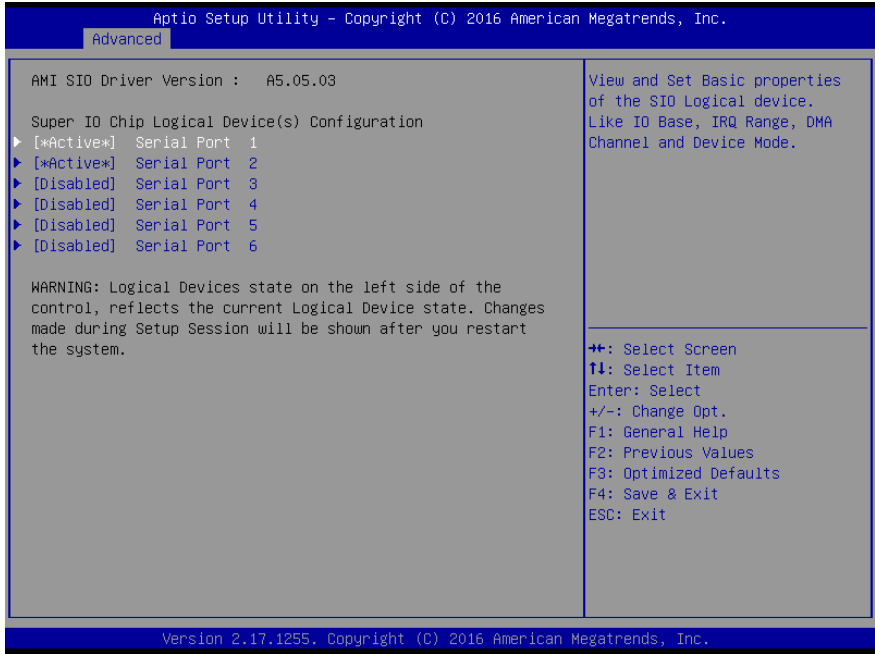 Aptio Setup Utility – Copyright (C) 2016 American Megatrends, Inc.
Advanced
AMI SIO Driver Version :   A5.05.03
Super IO Chip Logical Device(s) Configuration
[*Active*]  Serial Port  1
[*Active*]  Serial Port  2
[Disabled]  Serial Port  3
[Disabled]  Serial Port  4
[Disabled]  Serial Port  5
[Disabled]  Serial Port  6
WARNING: Logical Devices state on the left side of the
control, reflects the current Logical Device state. Changes
made during Setup Session will be shown after you restart
the system.
View and Set Basic properties
of the SIO Logical device.
Like IO Base, IRQ Range, DMA
Channel and Device Mode.
→←: Select Screen
↑↓: Select Item
Enter: Select
+/-: Change Opt.
F1: General Help
F2: Previous Values
F3: Optimized Defaults
F4: Save & Exit
ESC: Exit
Version 2.17.1255. Copyright (C) 2016 American Megatrends, Inc.